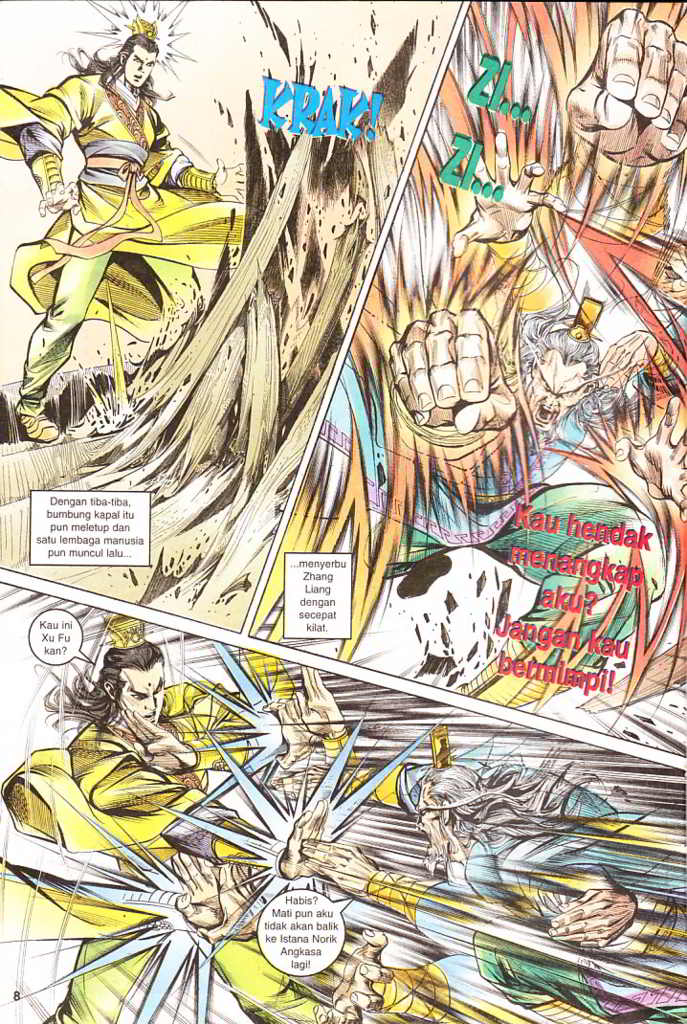 KRAK!
Dengan tiba-tiba,
bumbung kapal itu
pun meletup dan
satu lembaga manusia
pun muncul lalu...
ZI...
ZI...
...menyerbu
Zhang
Liang
dengan
secepat
kilat.
Kau hendak
menangkap
aku?
Jangan kau
bermimpi!
Kau ini
Xu Fu
kan?
Habis?
Mati pun aku
tidak akan balik
ke Istana Norik
Angkasa
lagi!
8